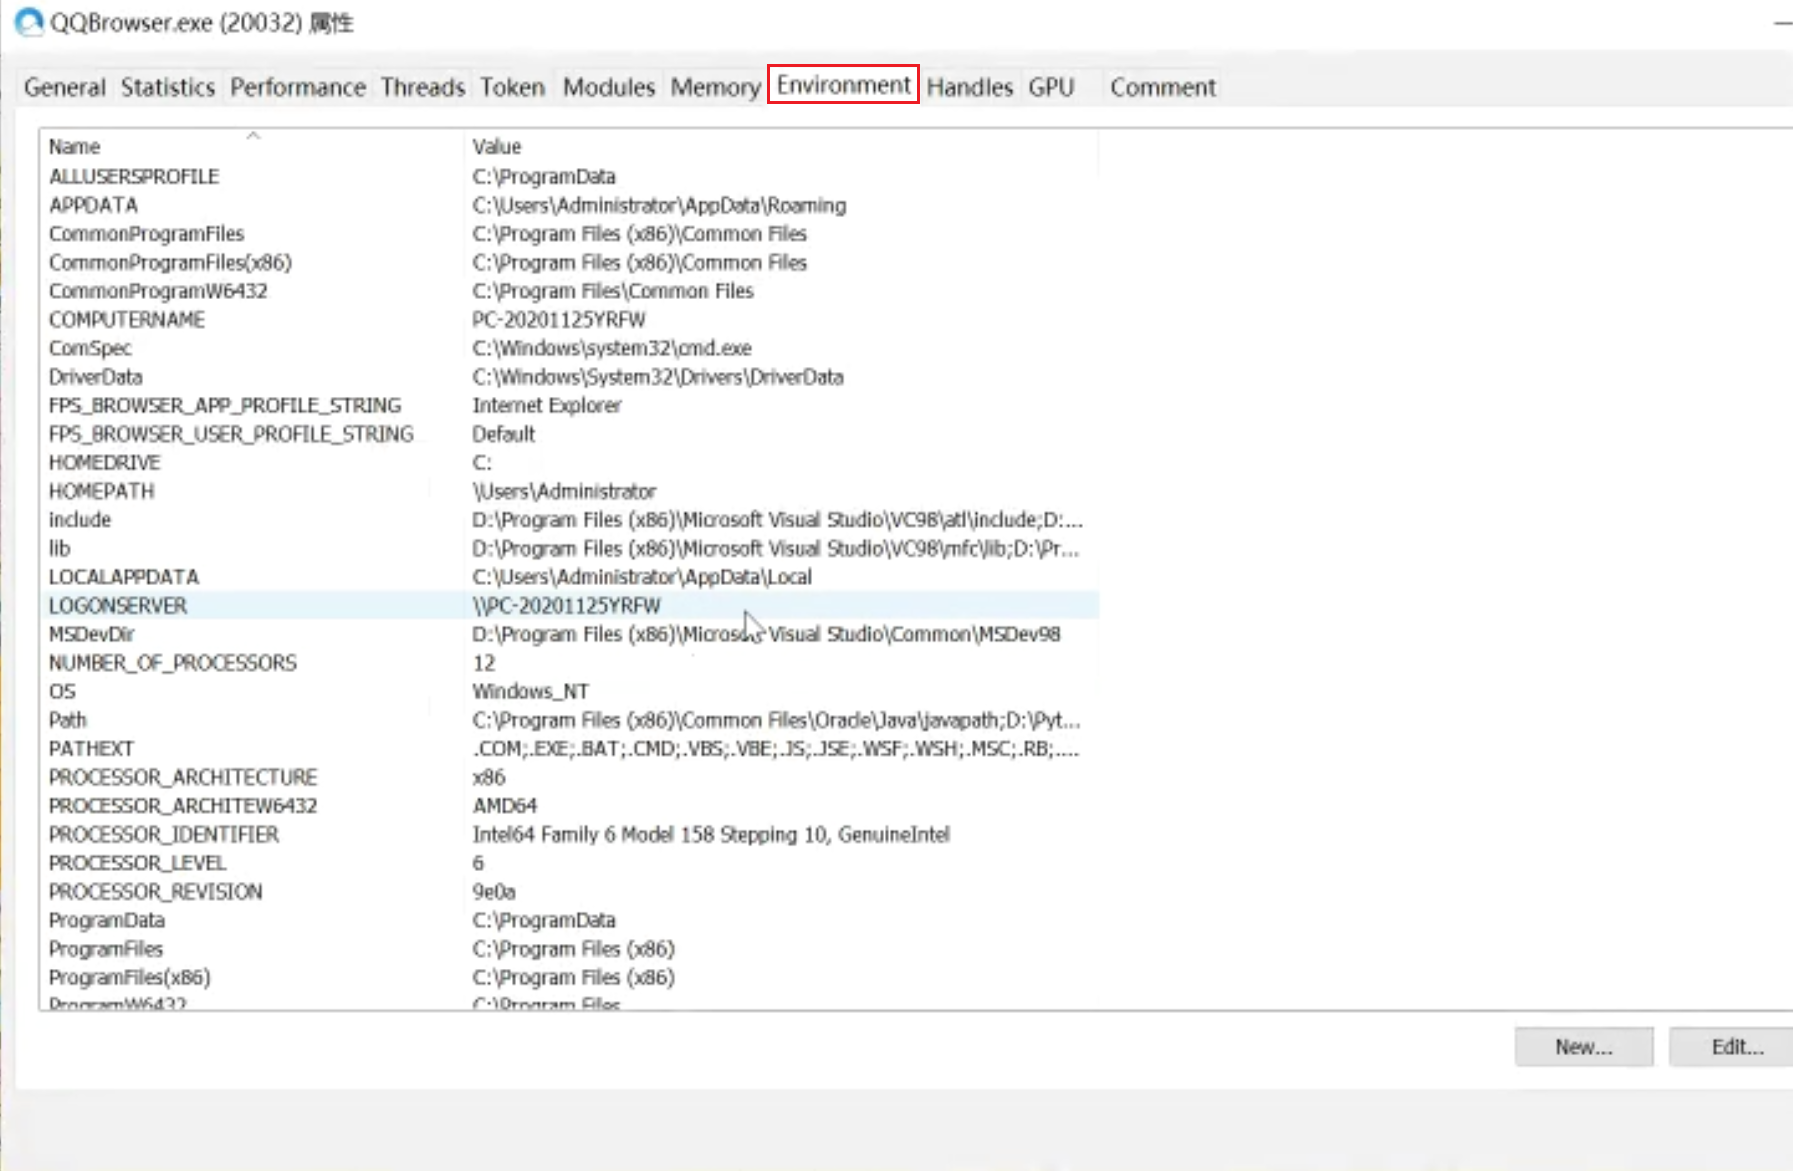 QQBrowser.exe (20032) 属性
General Statistics Performance Threads Token Modules Memory Environment Handles GPU Comment
Name Value
ALLUSERSPROFILE C:\ProgramData
APPDATA C:\Users\Administrator\AppData\Roaming
CommonProgramFiles C:\Program Files (x86)\Common Files
CommonProgramFiles(x86) C:\Program Files (x86)\Common Files
CommonProgramW6432 C:\Program Files\Common Files
COMPUTERNAME PC-20201125YRFW
ComSpec C:\Windows\system32\cmd.exe
DriverData C:\Windows\System32\Drivers\DriverData
FPS_BROWSER_APP_PROFILE_STRING Internet Explorer
FPS_BROWSER_USER_PROFILE_STRING Default
HOMEDRIVE C:
HOMEPATH \Users\Administrator
include D:\Program Files (x86)\Microsoft Visual Studio\VC98\atl\include;D:...
lib D:\Program Files (x86)\Microsoft Visual Studio\VC98\mfc\lib;D:\Pr...
LOCALAPPDATA C:\Users\Administrator\AppData\Local
LOGONSERVER \\PC-20201125YRFW
MSDevDir D:\Program Files (x86)\Microsoft Visual Studio\Common\MSDev98
NUMBER_OF_PROCESSORS 12
OS Windows_NT
Path C:\Program Files (x86)\Common Files\Oracle\Java\javapath;D:\Pyt...
PATHEXT .COM;.EXE;.BAT;.CMD;.VBS;.VBE;.JS;.JSE;.WSF;.WSH;.MSC;.RB;....
PROCESSOR_ARCHITECTURE x86
PROCESSOR_ARCHITEW6432 AMD64
PROCESSOR_IDENTIFIER Intel64 Family 6 Model 158 Stepping 10, GenuineIntel
PROCESSOR_LEVEL 6
PROCESSOR_REVISION 9e0a
ProgramData C:\ProgramData
ProgramFiles C:\Program Files (x86)
ProgramFiles(x86) C:\Program Files (x86)
ProgramW6432 C:\Program Files
New... Edit...